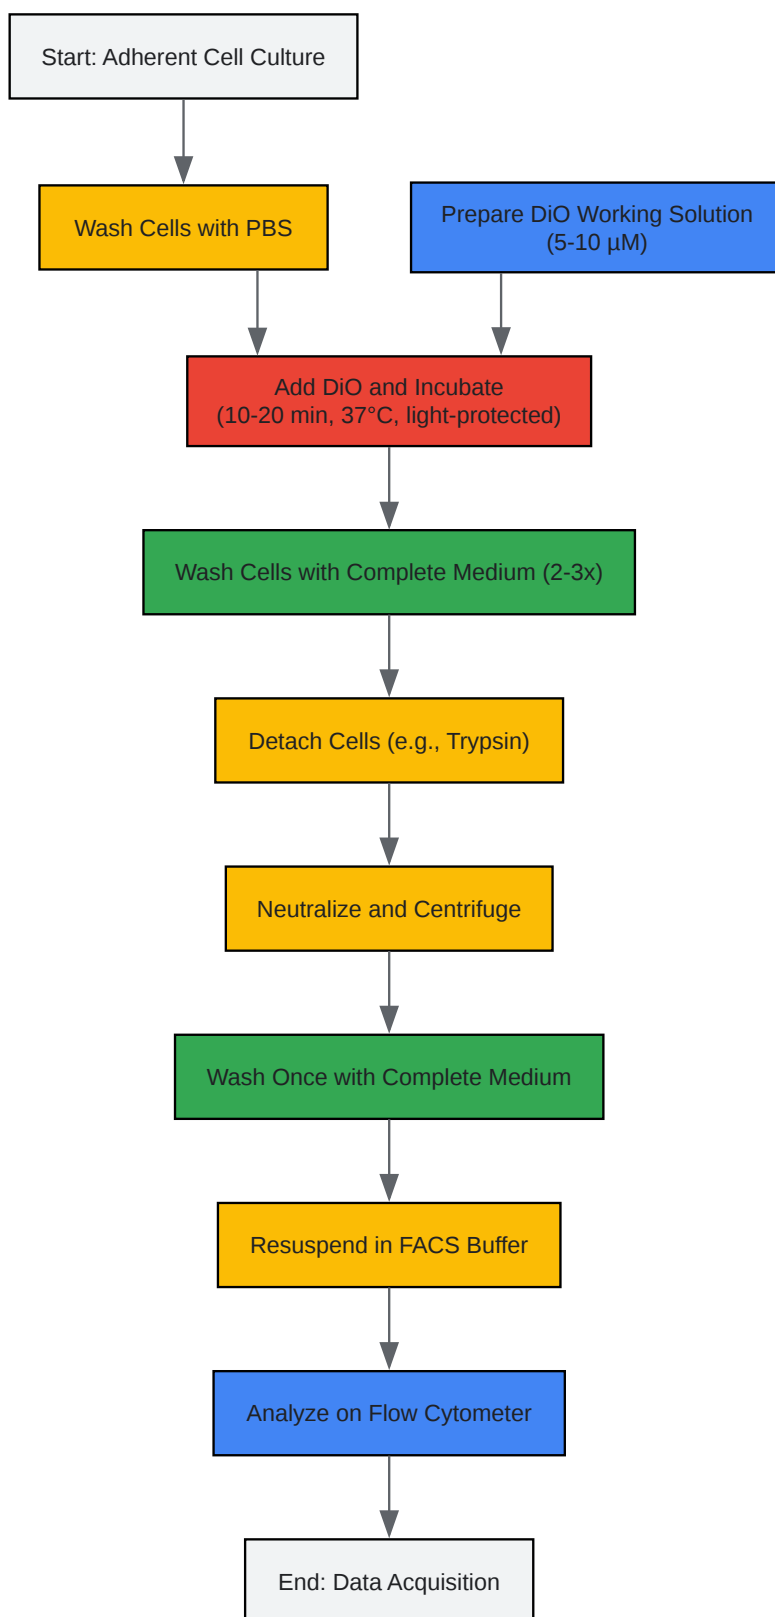 Start: Adherent Cell Culture
Wash Cells with PBS
Prepare DiO Working Solution
(5-10 µM)
Add DiO and Incubate
(10-20 min, 37°C, light-protected)
Wash Cells with Complete Medium (2-3x)
Detach Cells (e.g., Trypsin)
Neutralize and Centrifuge
Wash Once with Complete Medium
Resuspend in FACS Buffer
Analyze on Flow Cytometer
End: Data Acquisition